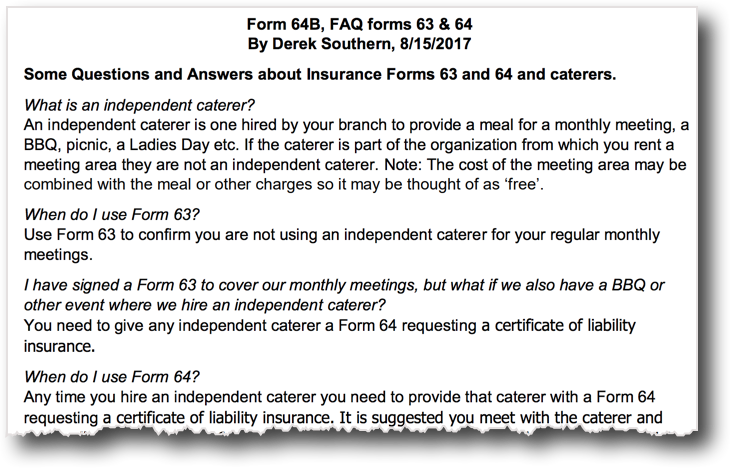 Form 64B, FAQ forms 63 & 64
By Derek Southern, 8/15/2017
Some Questions and Answers about Insurance Forms 63 and 64 and caterers.
What is an independent caterer?
An independent caterer is one hired by your branch to provide a meal for a monthly meeting, a
BBQ, picnic, a Ladies Day etc. If the caterer is part of the organization from which you rent a
meeting area they are not an independent caterer. Note: The cost of the meeting area may be
combined with the meal or other charges so it may be thought of as ‘free’.
When do I use Form 63?
Use Form 63 to confirm you are not using an independent caterer for your regular monthly
meetings.
I have signed a Form 63 to cover our monthly meetings, but what if we also have a BBQ or
other event where we hire an independent caterer?
You need to give any independent caterer a Form 64 requesting a certificate of liability
insurance.
When do I use Form 64?
Any time you hire an independent caterer you need to provide that caterer with a Form 64
requesting a certificate of liability insurance. It is suggested you meet with the caterer and